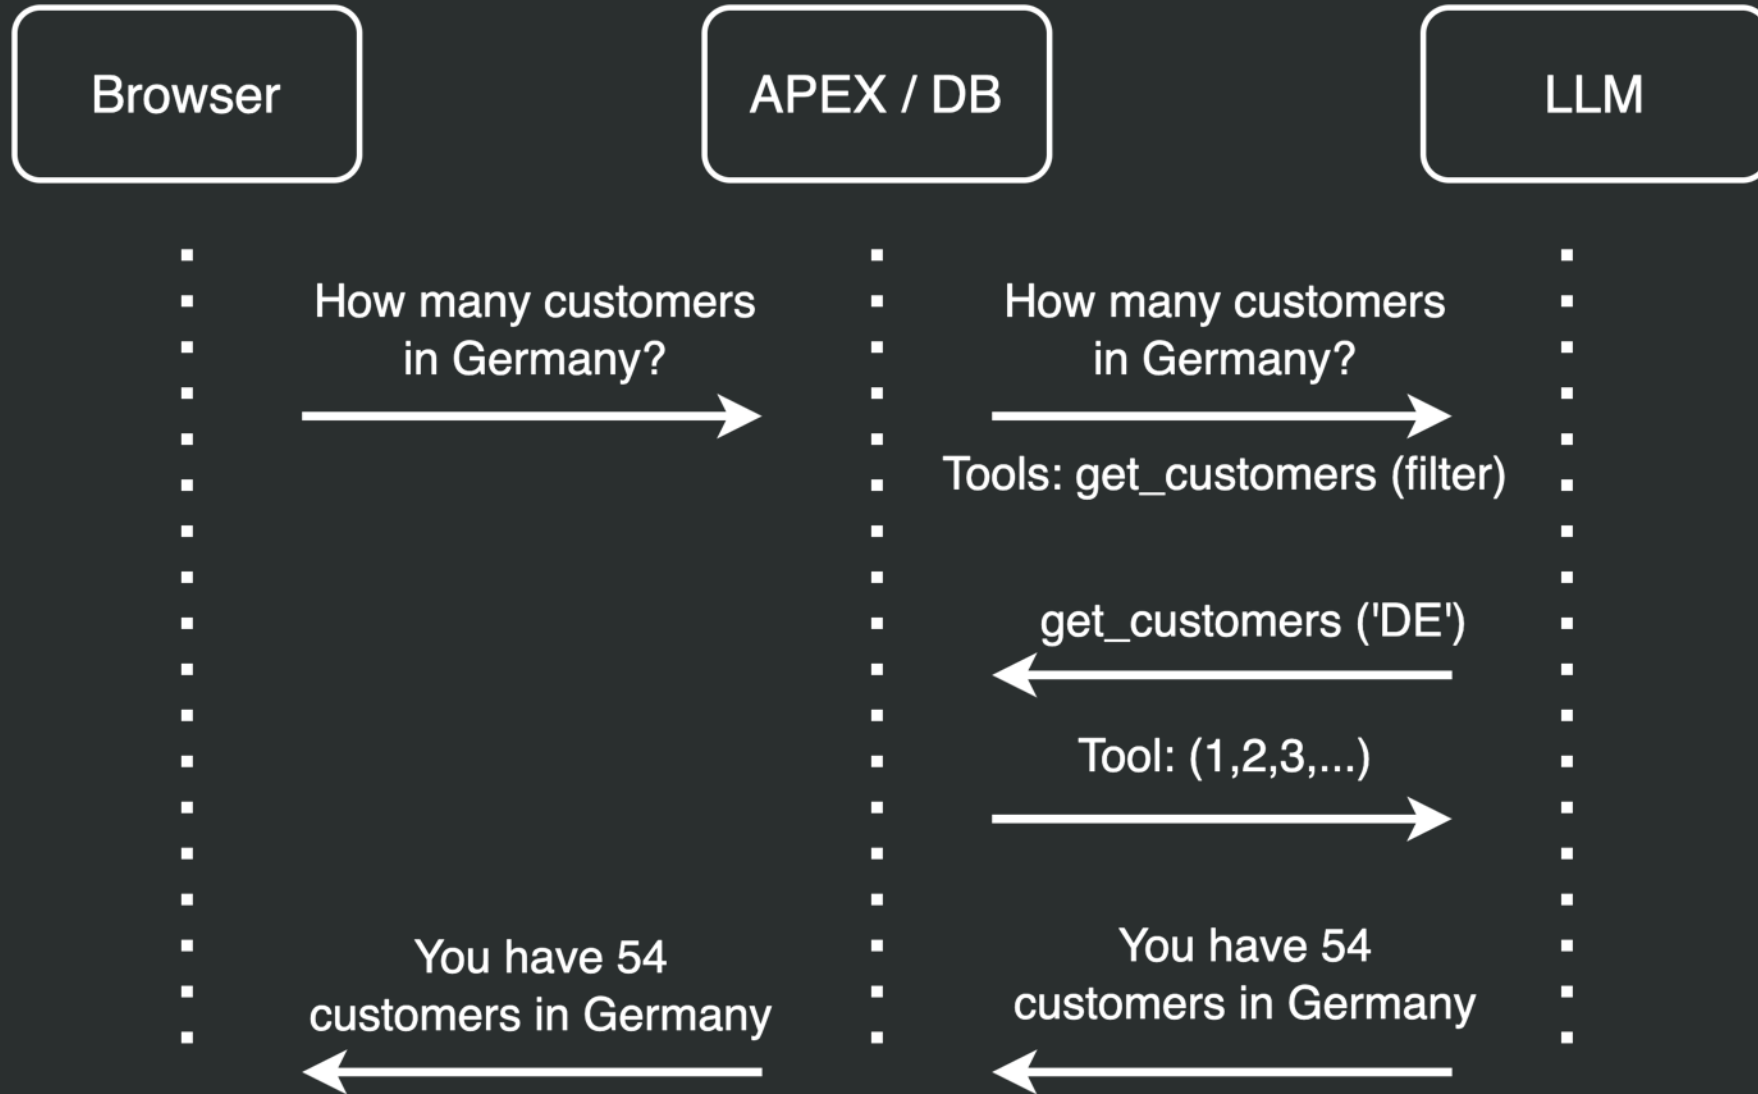 Browser
APEX / DB
LLM
How many customers
in Germany?
How many customers
in Germany?
Tools: get_customers (filter)
get_customers ('DE')
Tool: (1,2,3,...)
You have 54
customers in Germany
You have 54
customers in Germany